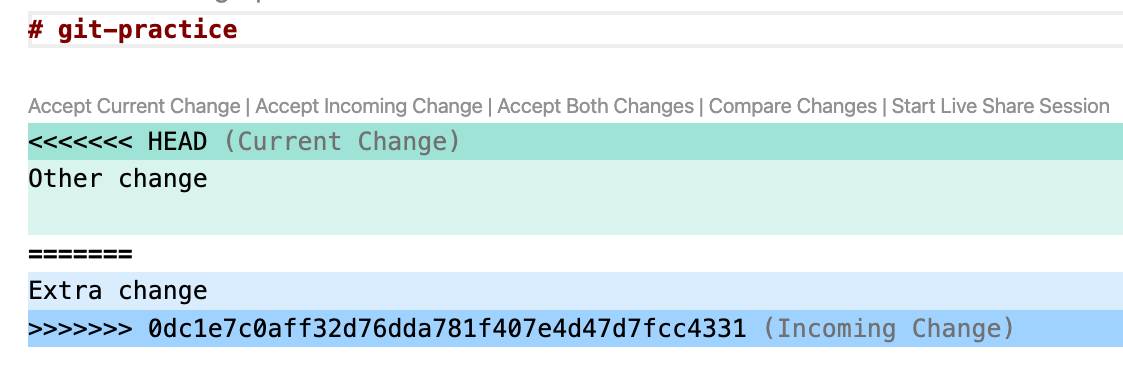 # git-practice
Accept Current Change | Accept Incoming Change | Accept Both Changes | Compare Changes | Start Live Share Session
<<<<<<< HEAD (Current Change)
Other change
=======
Extra change
>>>>>>> 0dc1e7c0aff32d76dda781f407e4d47d7fcc4331 (Incoming Change)